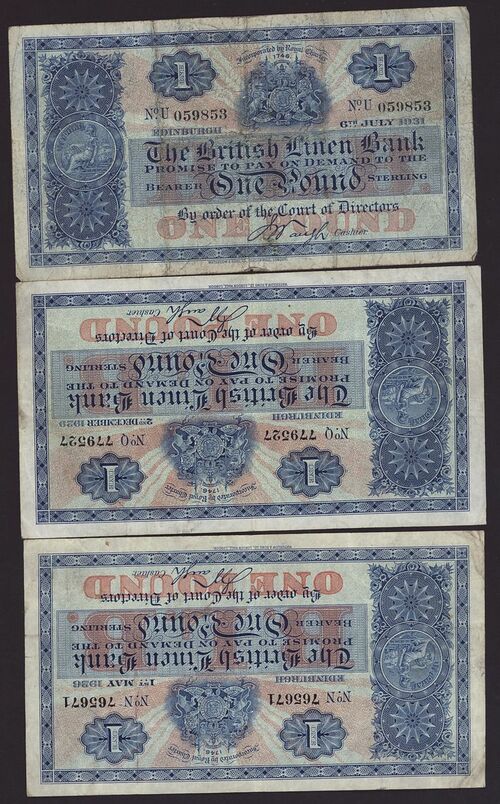 Incorporated by Royal Charter
1746
1 1
No. U 059853 No. U 059853
EDINBURGH 6TH JULY 1931
The British Linen Bank
PROMISE TO PAY ON DEMAND TO THE
BEARER One Pound STERLING
By order of the Court of Directors
ONE POUND
Cashier.
Incorporated by Royal Charter
1746
1 1
No. Q 779527 No. Q 779527
EDINBURGH 2ND DECEMBER 1929
The British Linen Bank
PROMISE TO PAY ON DEMAND TO THE
BEARER One Pound STERLING
By order of the Court of Directors
ONE POUND
Cashier
Incorporated by Royal Charter
1746
1 1
No. N 765671 No. N 765671
EDINBURGH 1ST MAY 1926
The British Linen Bank
PROMISE TO PAY ON DEMAND TO THE
BEARER One Pound STERLING
By order of the Court of Directors
ONE POUND
Cashier